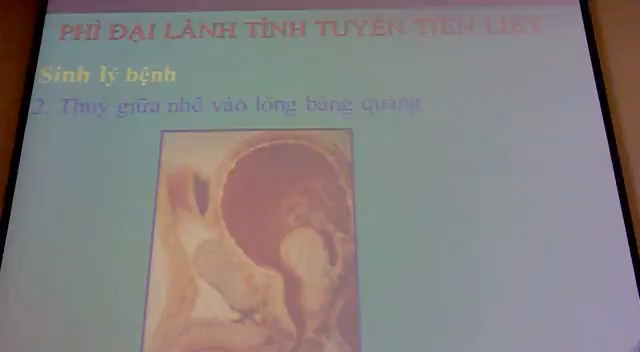 PHÌ ĐẠI LÀNH TÍNH TUYẾN TIỀN LIỆT
Sinh lý bệnh
2. Thuỳ giữa nhô vào lòng bàng quang